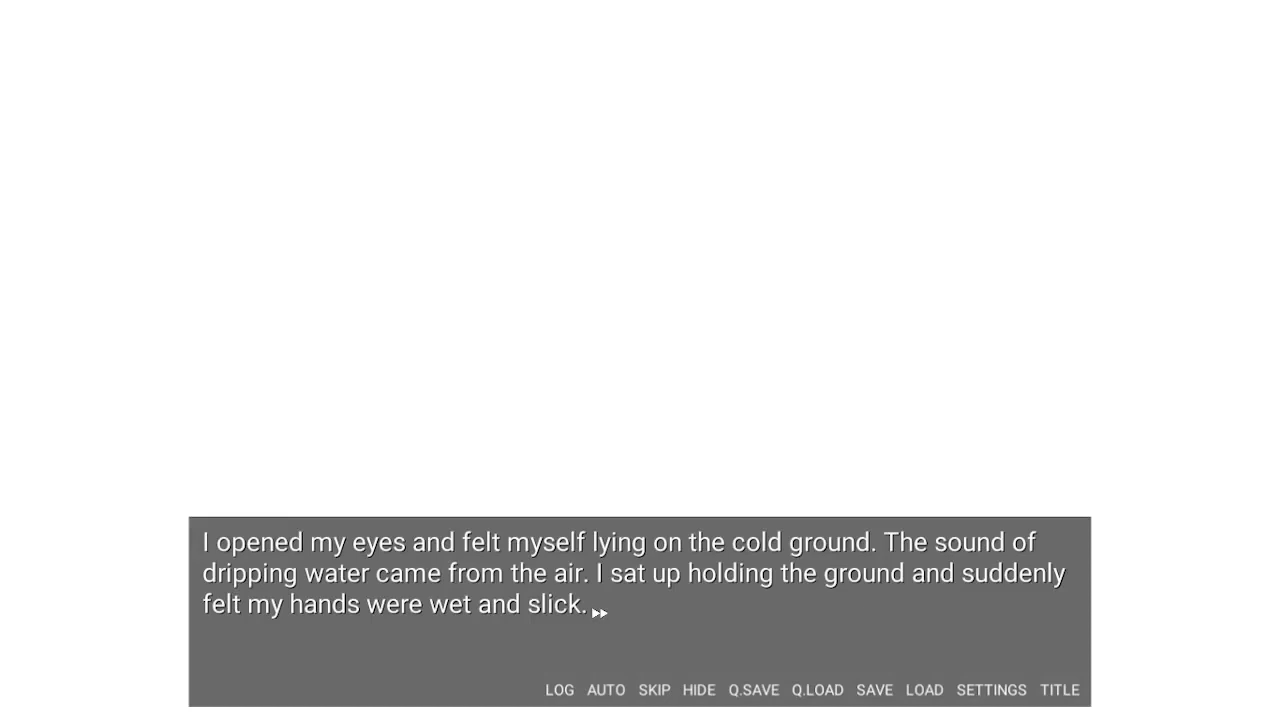 I opened my eyes and felt myself lying on the cold ground. The sound of
dripping water came from the air. I sat up holding the ground and suddenly
felt my hands were wet and slick.
LOG AUTO SKIP HIDE Q.SAVE Q.LOAD SAVE LOAD SETTINGS TITLE